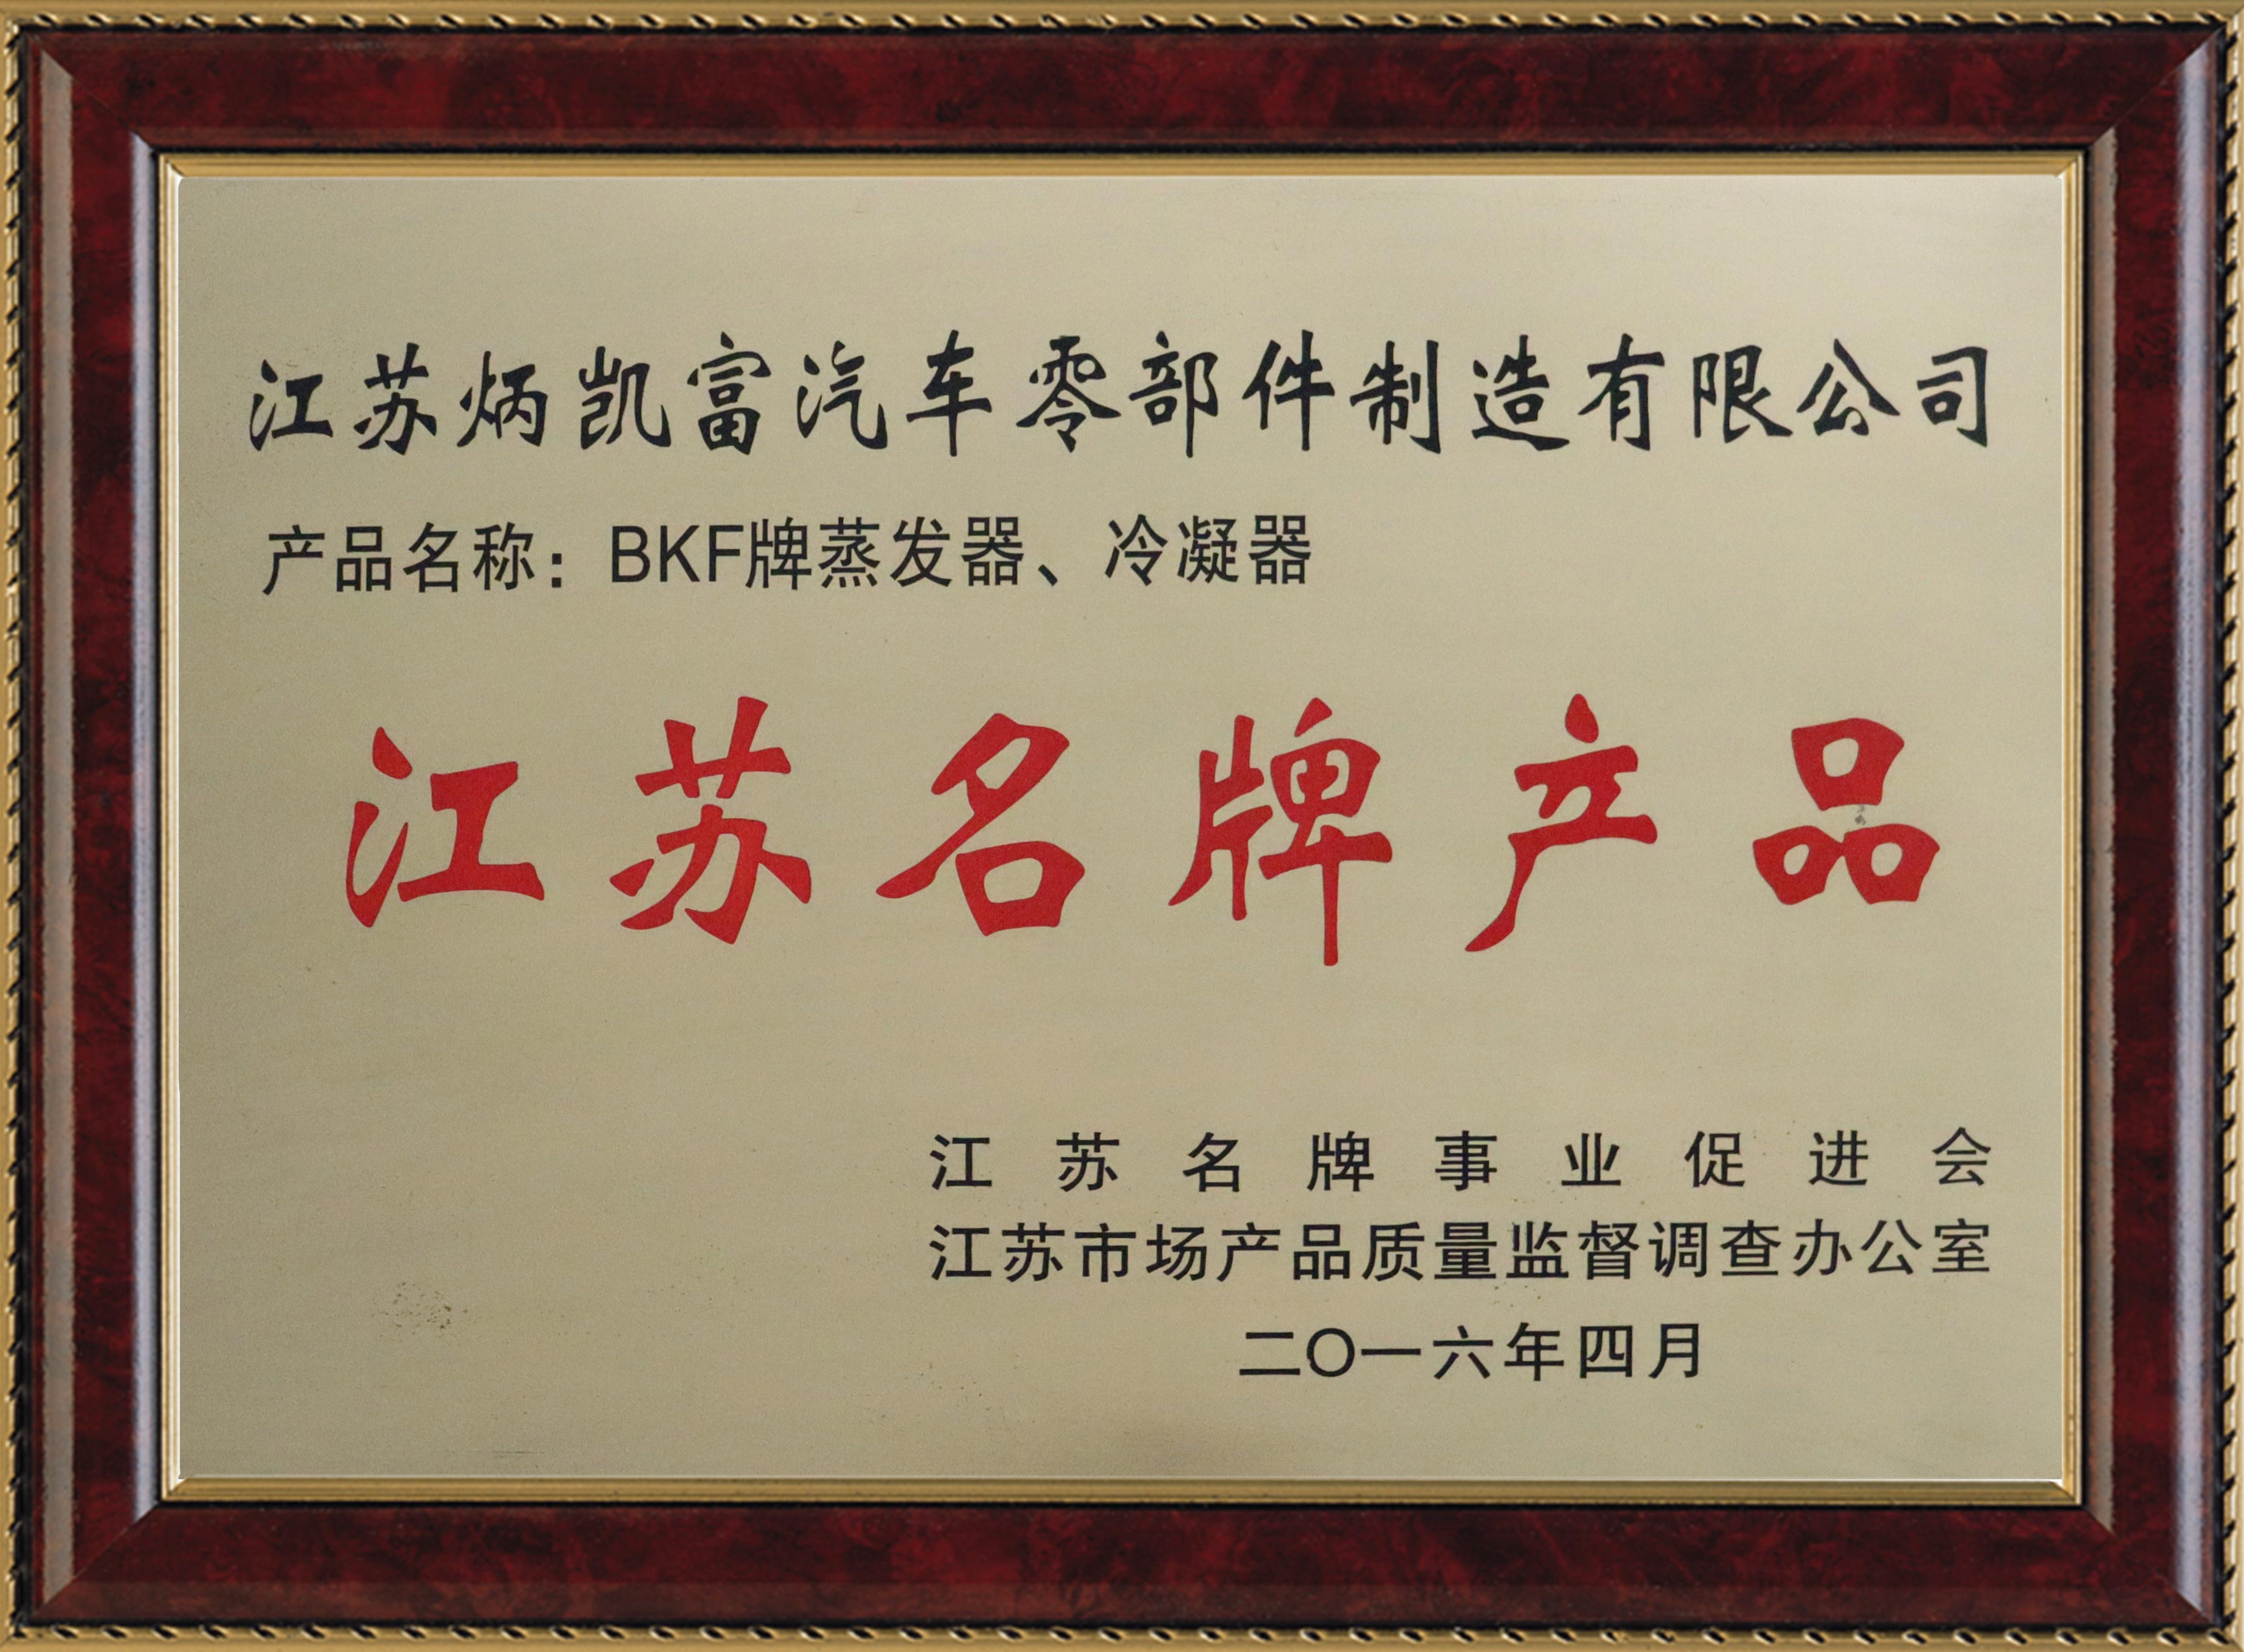 江苏炳凯富汽车零部件制造有限公司
产品名称：BKF牌蒸发器、冷凝器
江苏名牌产品
江苏名牌事业促进会
江苏市场产品质量监督调查办公室
二〇一六年四月